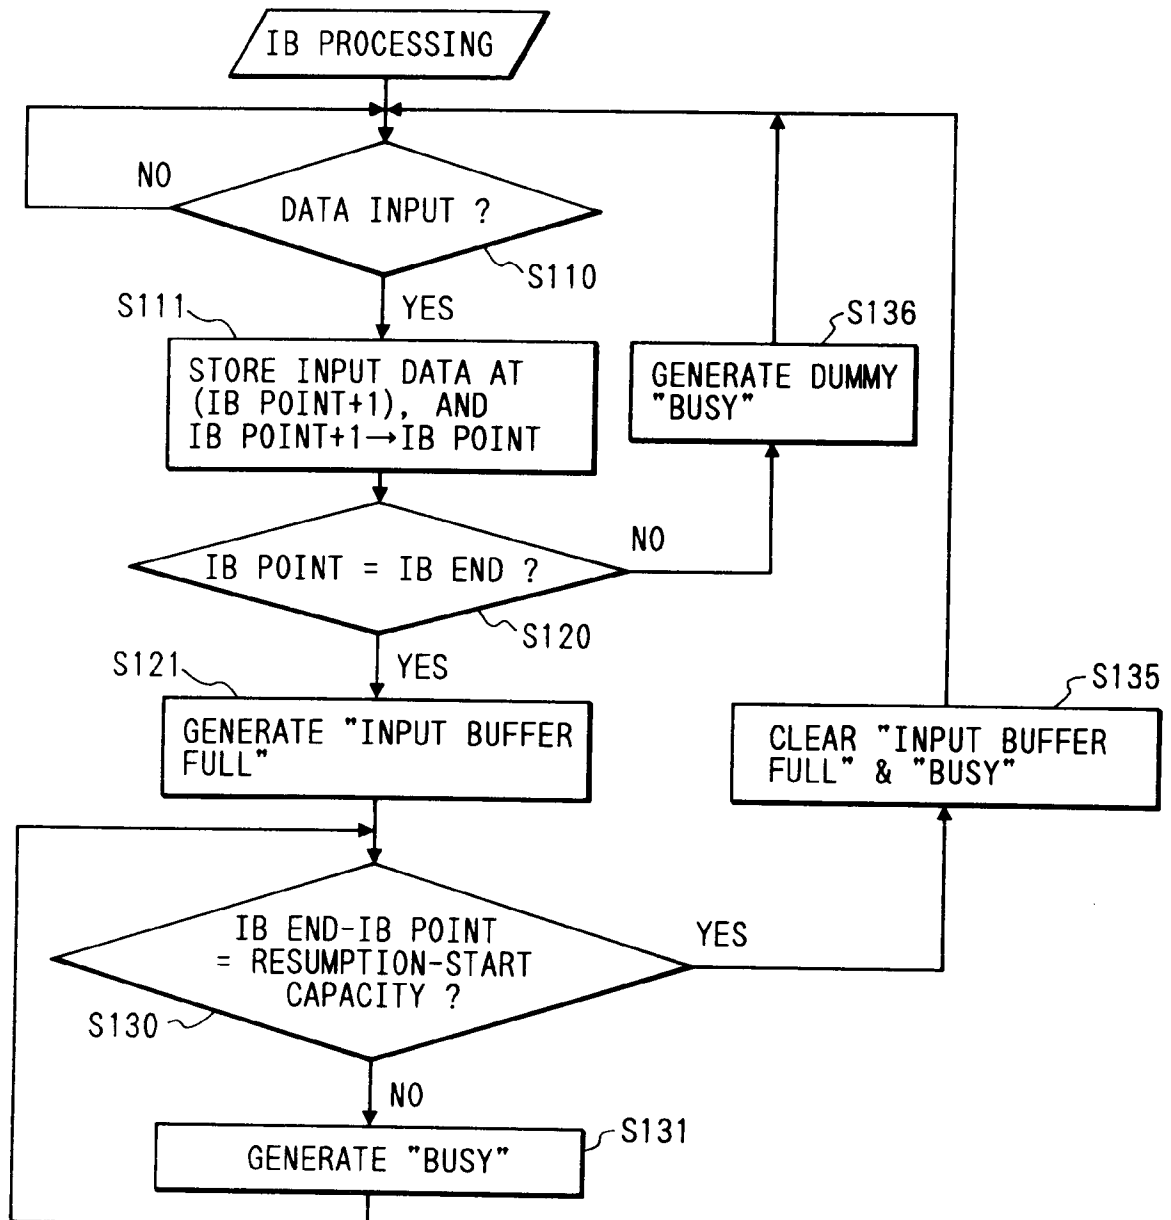 IB PROCESSING
NO
DATA INPUT ?
S110
YES
S111
STORE INPUT DATA AT
(IB POINT+1), AND
IB POINT+1→IB POINT
S136
GENERATE DUMMY
"BUSY"
NO
IB POINT = IB END ?
S120
YES
S121
GENERATE "INPUT BUFFER
FULL"
S135
CLEAR "INPUT BUFFER
FULL" & "BUSY"
IB END-IB POINT
= RESUMPTION-START
CAPACITY ?
YES
S130
NO
S131
GENERATE "BUSY"